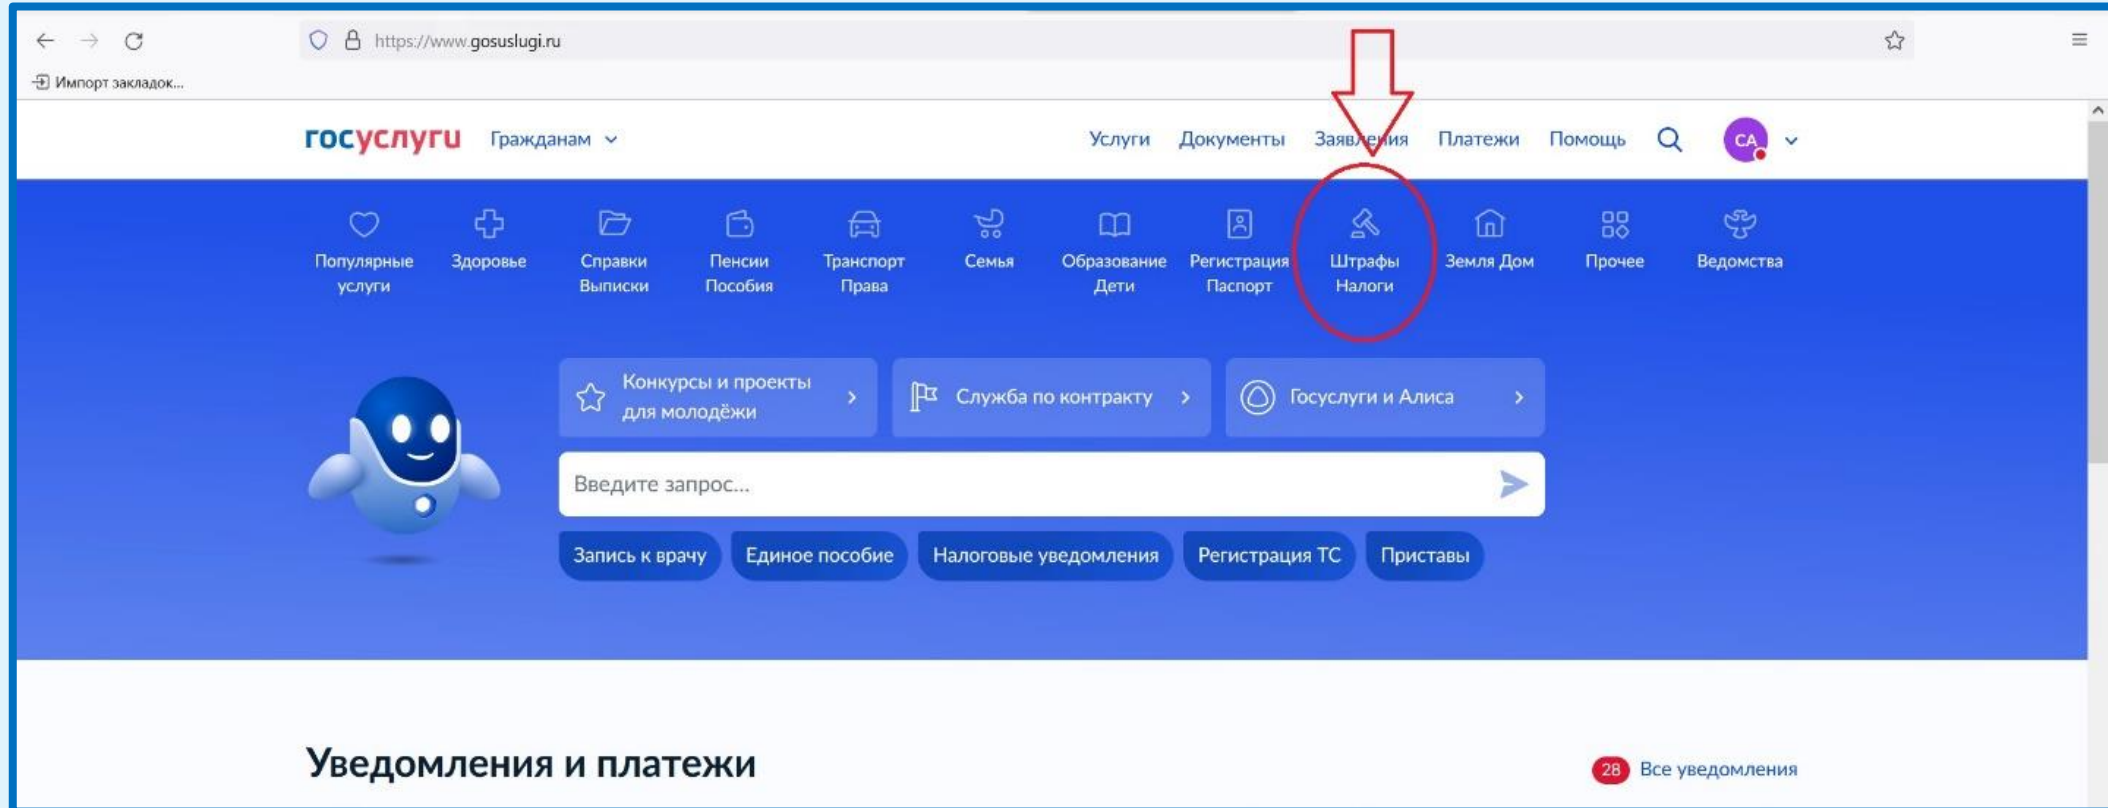 https://www.gosuslugi.ru
Импорт закладок...
госуслуги Гражданам Услуги Документы Заявления Платежи Помощь СА
Популярные услуги
Здоровье
Справки Выписки
Пенсии Пособия
Транспорт Права
Семья
Образование Дети
Регистрация Паспорт
Штрафы Налоги
Земля Дом
Прочее
Ведомства
Конкурсы и проекты
для молодёжи
Служба по контракту
Госуслуги и Алиса
Введите запрос...
Запись к врачу Единое пособие Налоговые уведомления Регистрация ТС Приставы
Уведомления и платежи
28 Все уведомления